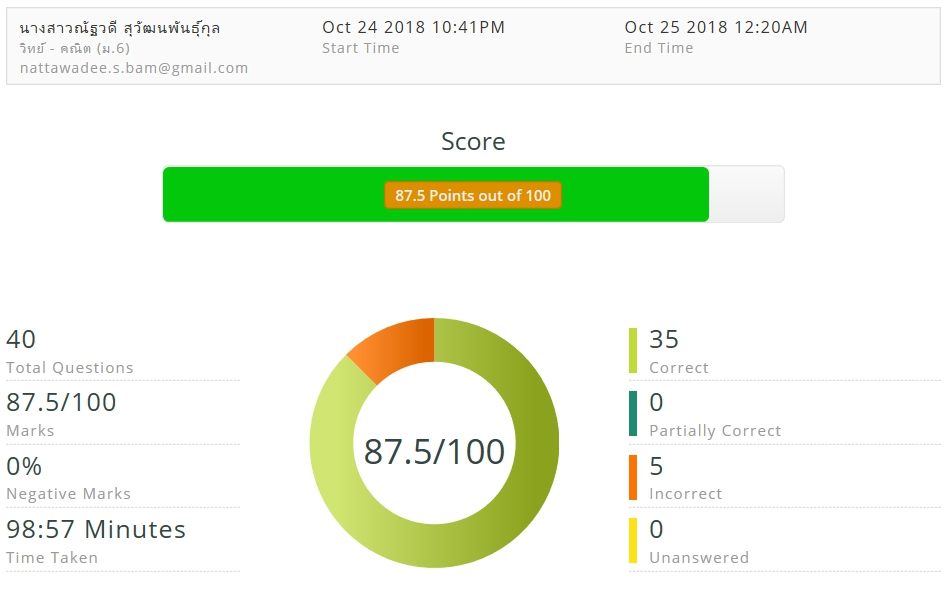 นางสาวณัฐวดี สุวัฒนพันธุ์กุล
วิทย์ - คณิต (ม.6)
nattawadee.s.bam@gmail.com
Oct 24 2018 10:41PM
Start Time
Oct 25 2018 12:20AM
End Time
Score
87.5 Points out of 100
40
Total Questions
87.5/100
Marks
0%
Negative Marks
98:57 Minutes
Time Taken
87.5/100
35
Correct
0
Partially Correct
5
Incorrect
0
Unanswered